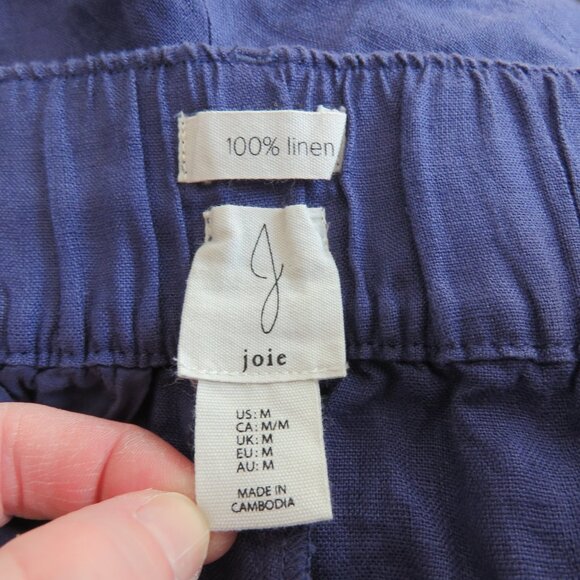 100% linen
J
joie
US: M
CA: M/M
UK: M
EU: M
AU: M
MADE IN
CAMBODIA